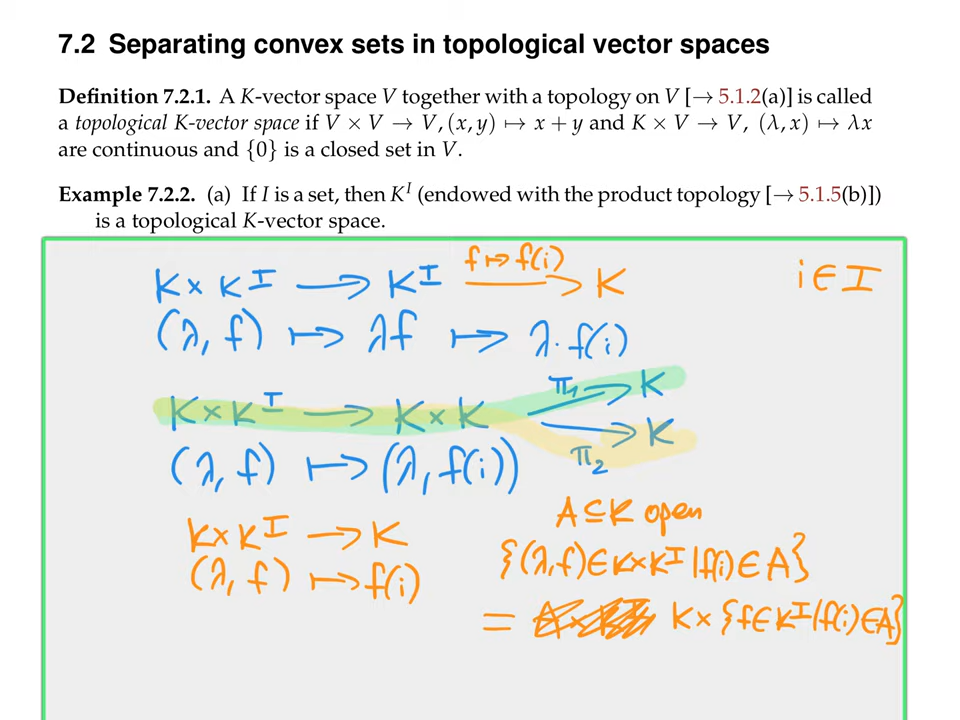 7.2 Separating convex sets in topological vector spaces
Definition 7.2.1. A K-vector space V together with a topology on V [→ 5.1.2(a)] is called
a topological K-vector space if V × V → V, (x, y) ↦ x + y and K × V → V, (λ, x) ↦ λx
are continuous and {0} is a closed set in V.
Example 7.2.2. (a) If I is a set, then K^I (endowed with the product topology [→ 5.1.5(b)])
is a topological K-vector space.
K × K^I → K^I f ↦ f(i) → K i ∈ I
(λ, f) ↦ λf ↦ λ · f(i)
K × K^I → K × K π₁ → K
π₂ → K
(λ, f) ↦ (λ, f(i))
A ⊆ K open
K × K^I → K
{(λ, f) ∈ K × K^I | f(i) ∈ A}
(λ, f) ↦ f(i)
= K × {f ∈ K^I | f(i) ∈ A}